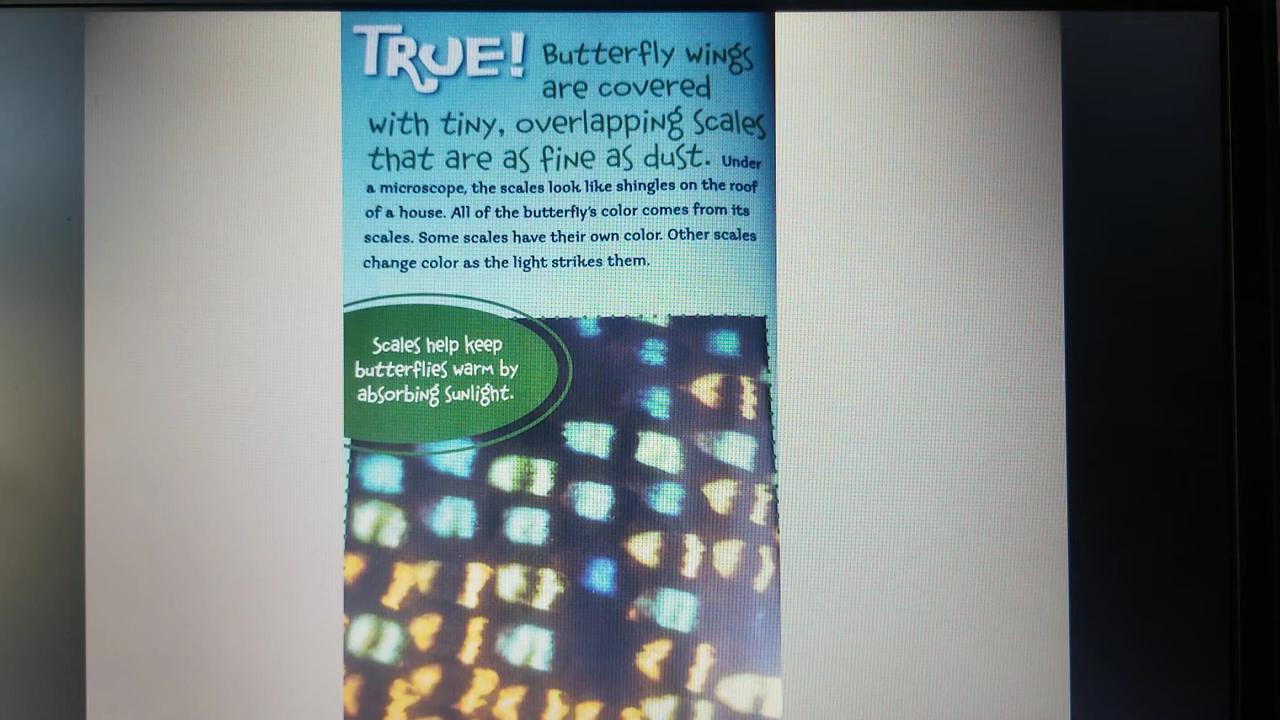 TRUE! Butterfly wings
are covered
with tiny, overlapping scales
that are as fine as dust. Under
a microscope, the scales look like shingles on the roof
of a house. All of the butterfly's color comes from its
scales. Some scales have their own color. Other scales
change color as the light strikes them.
Scales help keep
butterflies warm by
absorbing sunlight.